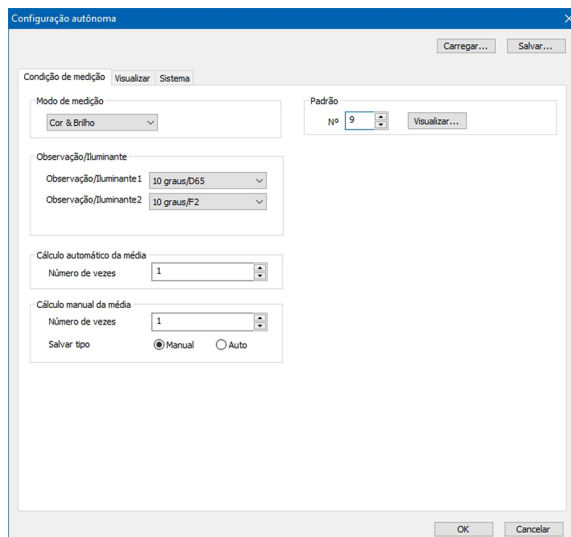 Configuração autônoma
Carregar... Salvar...
Condição de medição Visualizar Sistema
Modo de medição
Cor & Brilho
Padrão
Nº 9 Visualizar...
Observação/Iluminante
Observação/Iluminante1 10 graus/D65
Observação/Iluminante2 10 graus/F2
Cálculo automático da média
Número de vezes 1
Cálculo manual da média
Número de vezes 1
Salvar tipo Manual Auto
OK Cancelar